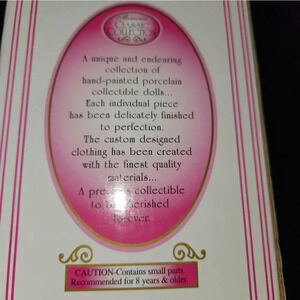 CLASSIC
COLLECTION
A unique and endearing
collection of
hand-painted porcelain
collectible dolls...
Each individual piece
has been delicately finished
to perfection.
The custom designed
clothing has been created
with the finest quality
materials...
A precious collectible
to be cherished
forever.
CAUTION-Contains small parts.
Recommended for 8 years & older.